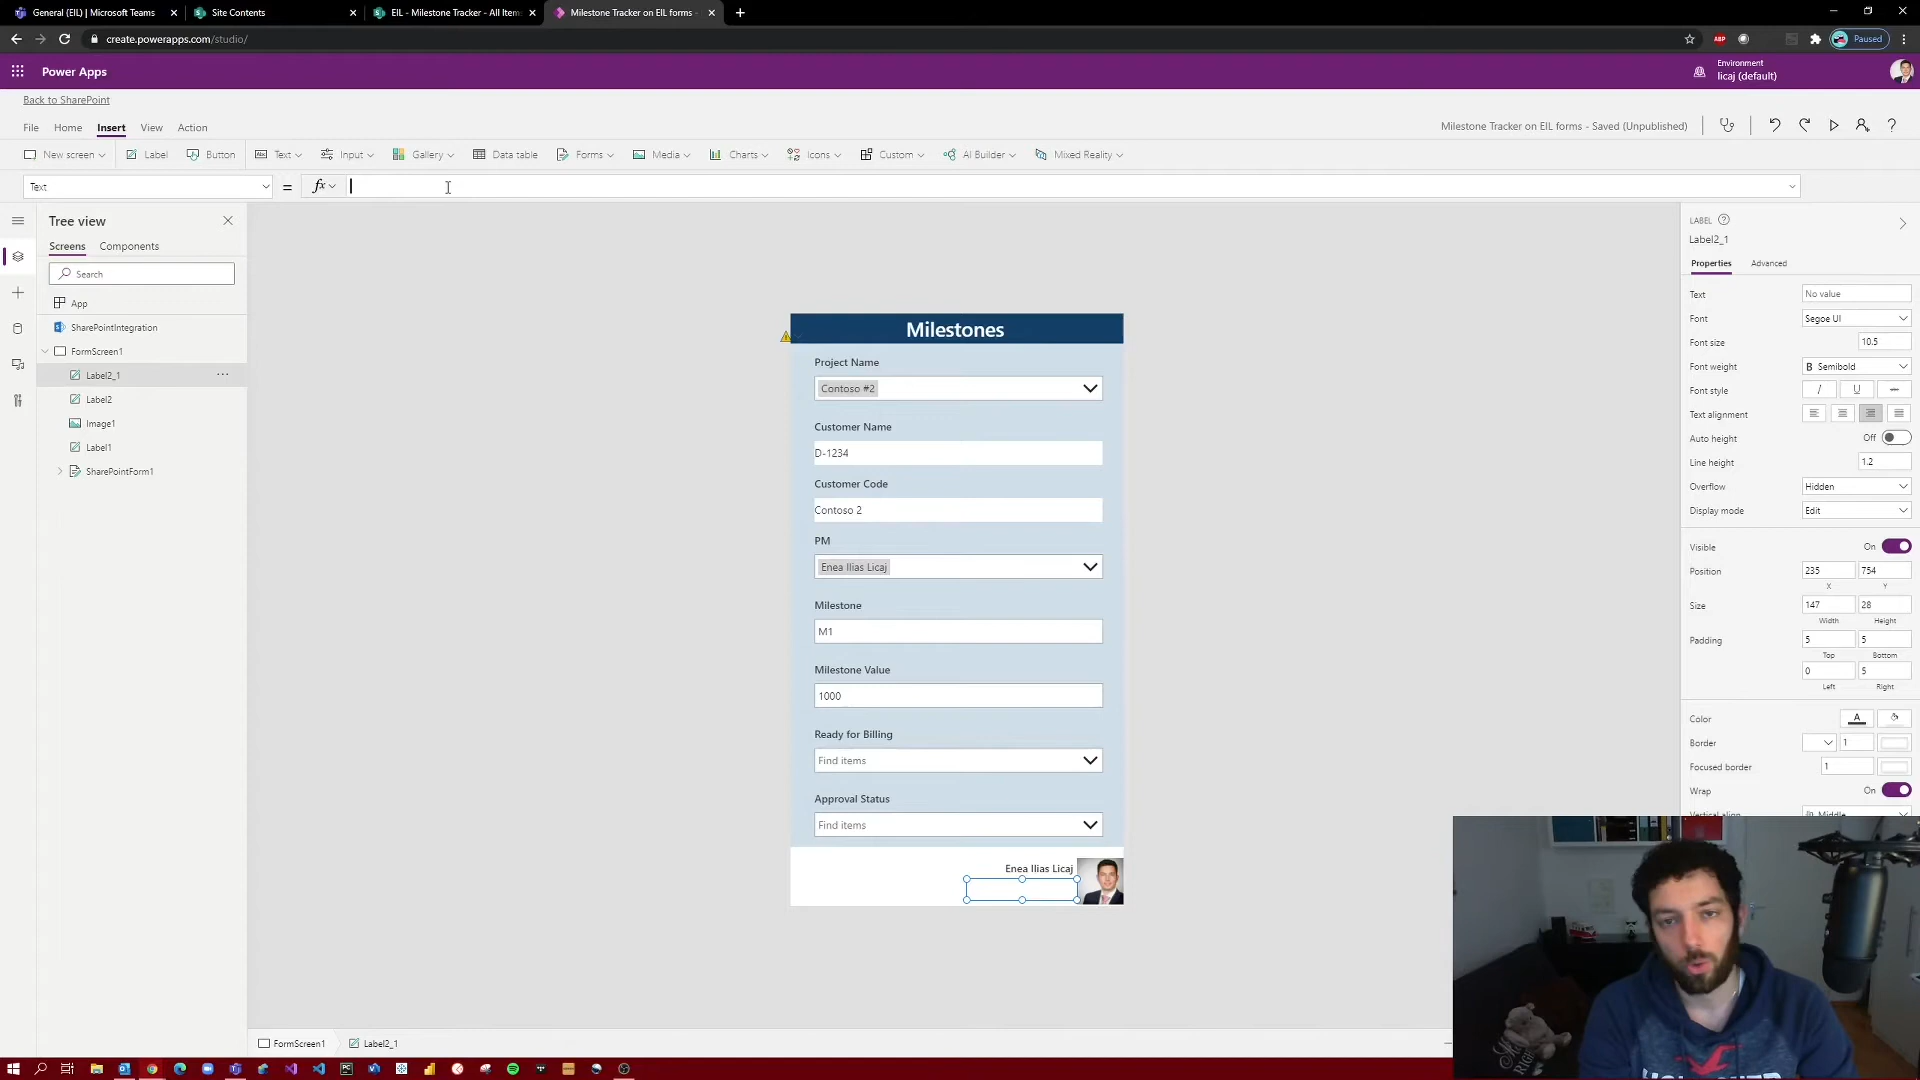 General (EIL) | Microsoft Teams
Site Contents
EIL - Milestone Tracker - All Item
Milestone Tracker on EIL forms -
create.powerapps.com/studio/
ABP
Paused
Power Apps
Environment
licaj (default)
Back to SharePoint
File
Home
Insert
View
Action
Milestone Tracker on EIL forms - Saved (Unpublished)
New screen
Label
Button
Text
Input
Gallery
Data table
Forms
Media
Charts
Icons
Custom
AI Builder
Mixed Reality
Text
=
fx
Tree view
Screens
Components
Search
App
SharePointIntegration
FormScreen1
Label2_1
Label2
Image1
Label1
SharePointForm1
Milestones
Project Name
Contoso #2
Customer Name
D-1234
Customer Code
Contoso 2
PM
Enea Ilias Licaj
Milestone
M1
Milestone Value
1000
Ready for Billing
Find items
Approval Status
Find items
Enea Ilias Licaj
LABEL
Label2_1
Properties
Advanced
Text
No value
Font
Segoe UI
Font size
10.5
Font weight
B Semibold
Font style
Text alignment
Auto height
Off
Line height
1.2
Overflow
Hidden
Display mode
Edit
Visible
On
Position
235
754
X
Y
Size
147
28
Width
Height
Padding
5
5
Top
Bottom
0
5
Left
Right
Color
Border
1
Focused border
1
Wrap
On
Vertical align
Middle
FormScreen1
Label2_1